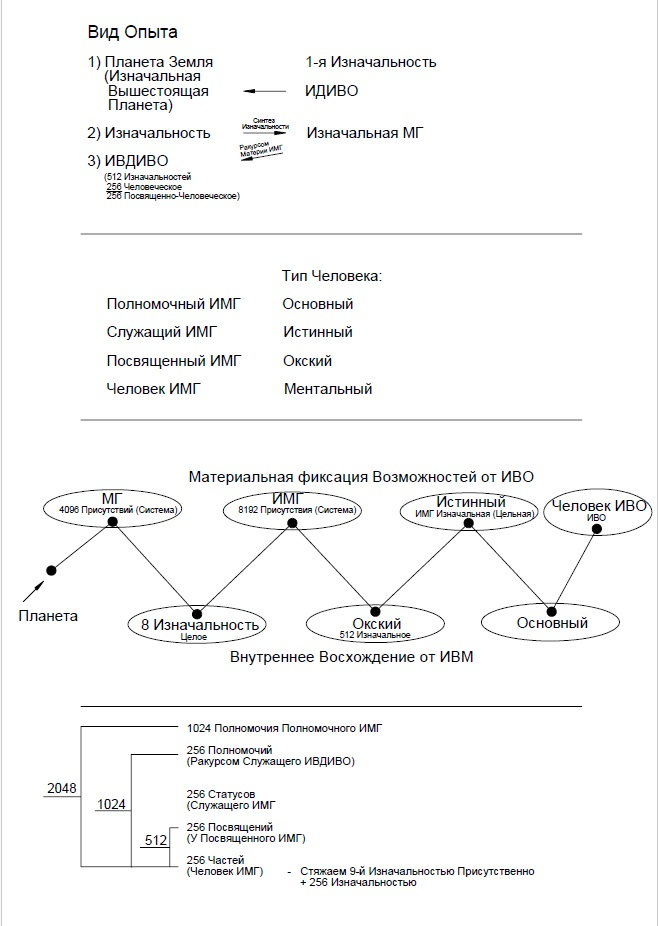 Вид Опыта
1) Планета Земля 1-я Изначальность
(Изначальная
Вышестоящая ИДИВО
Планета)
Синтез
Изначальности
2) Изначальность Изначальная МГ
Ракурсом
Материи ИМГ
3) ИВДИВО
(512 Изначальностей
256 Человеческое
256 Посвященно-Человеческое)
Тип Человека:
Полномочный ИМГ Основный
Служащий ИМГ Истинный
Посвященный ИМГ Окский
Человек ИМГ Ментальный
Материальная фиксация Возможностей от ИВО
МГ
4096 Присутствий (Система)
ИМГ
8192 Присутствия (Система)
Истинный
ИМГ Изначальная (Цельная)
Человек ИВО
ИВО
Планета
8 Изначальность
Целое
Окский
512 Изначальное
Основный
Внутреннее Восхождение от ИВМ
1024 Полномочия Полномочного ИМГ
256 Полномочий
(Ракурсом Служащего ИВДИВО)
2048
1024
256 Статусов
(Служащего ИМГ
512
256 Посвящений
(У Посвященного ИМГ)
256 Частей
(Человек ИМГ) - Стяжаем 9-й Изначальностью Присутственно
+ 256 Изначальностью